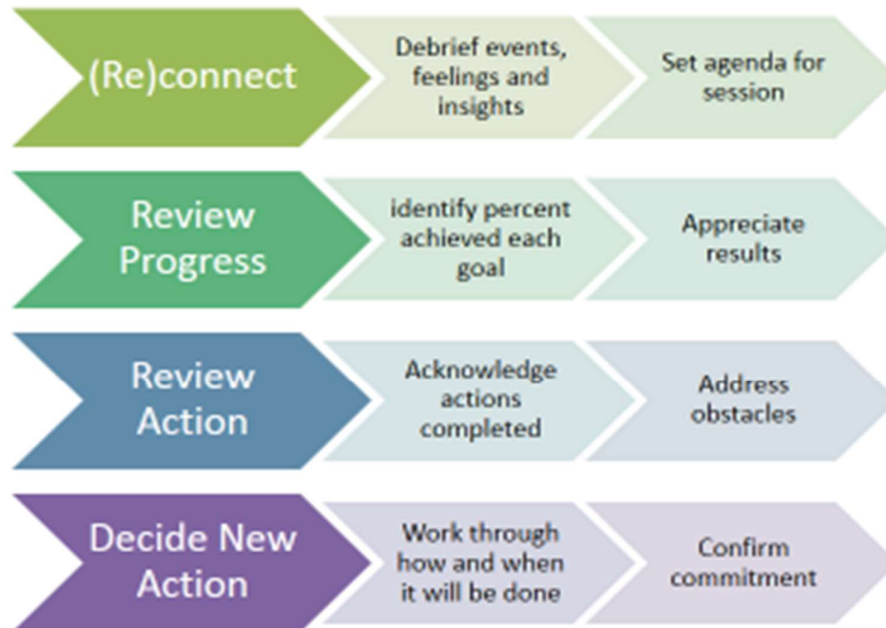 (Re)connect
Debrief events,
feelings and
insights
Set agenda for
session
Review
Progress
identify percent
achieved each
goal
Appreciate
results
Review
Action
Acknowledge
actions
completed
Address
obstacles
Decide New
Action
Work through
how and when
it will be done
Confirm
commitment